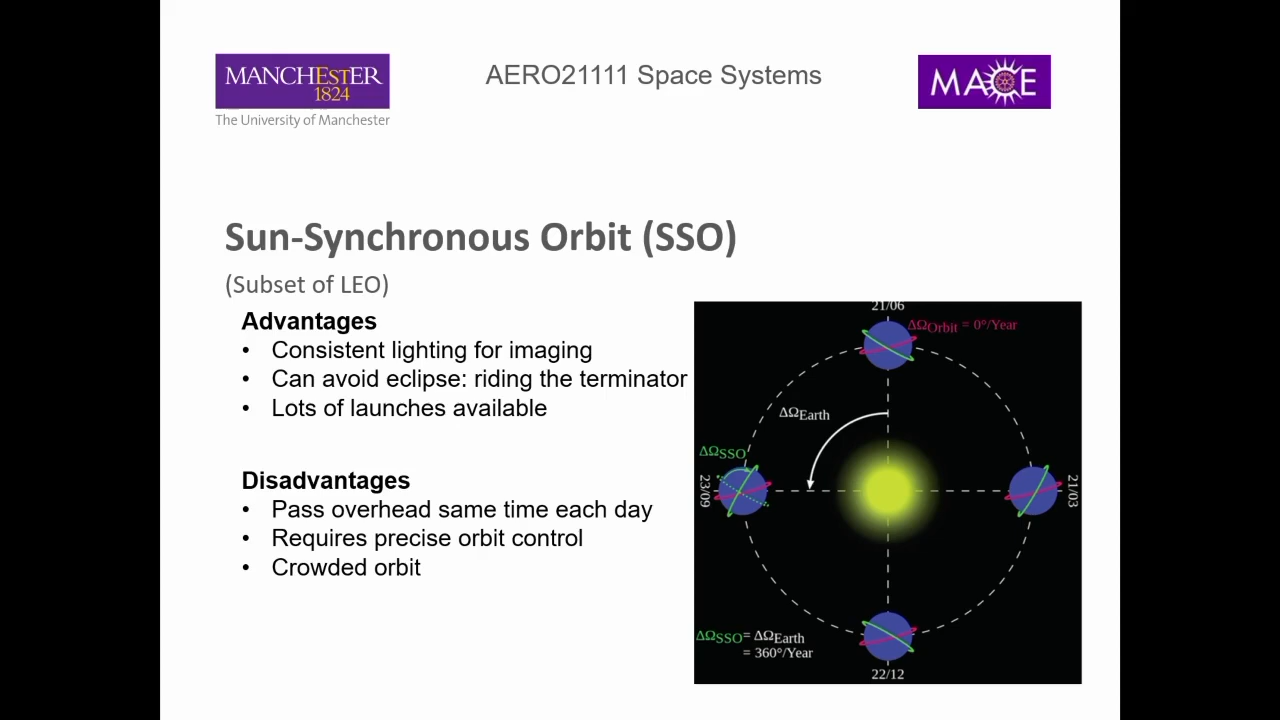 MANCHESTER
1824
The University of Manchester
AERO21111 Space Systems
MACE
Sun-Synchronous Orbit (SSO)
(Subset of LEO)
Advantages
• Consistent lighting for imaging
• Can avoid eclipse: riding the terminator
• Lots of launches available
Disadvantages
• Pass overhead same time each day
• Requires precise orbit control
• Crowded orbit
21/06
ΔΩOrbit = 0°/Year
ΔΩEarth
ΔΩSSO
23/09
21/03
ΔΩSSO= ΔΩEarth
= 360°/Year
22/12